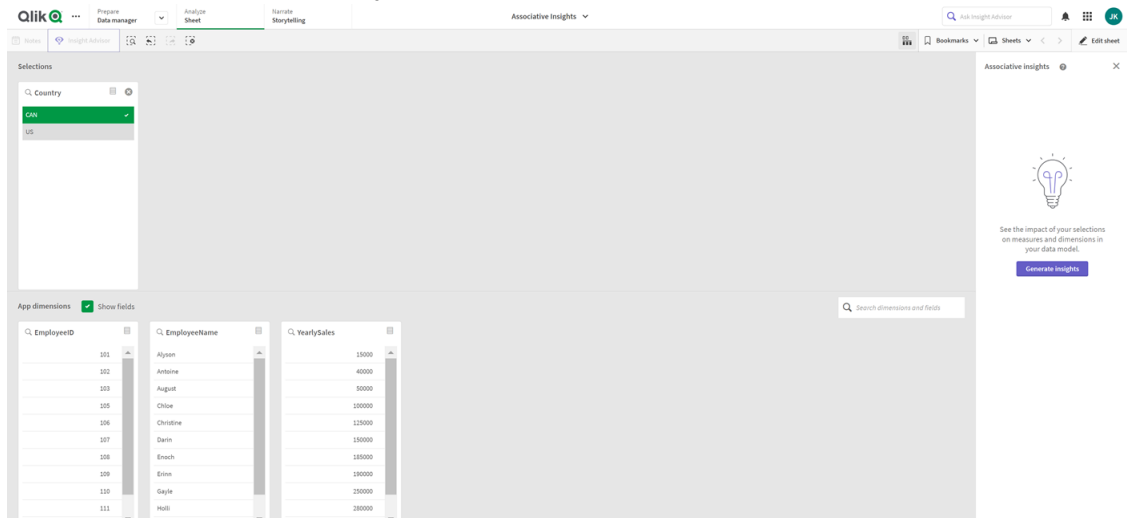 Qlik
Prepare
Data manager
Analyze
Sheet
Narrate
Storytelling
Associative Insights
Ask Insight Advisor
JK
Notes
Insight Advisor
Bookmarks
Sheets
Edit sheet
Selections
Country
CAN
US
Associative insights
See the impact of your selections
on measures and dimensions in
your data model.
Generate insights
App dimensions
Show fields
Search dimensions and fields
EmployeeID
101
102
103
105
106
107
108
109
110
111
EmployeeName
Alyson
Antoine
August
Chloe
Christine
Darin
Enoch
Erinn
Gayle
Holli
YearlySales
15000
40000
50000
100000
125000
150000
185000
190000
250000
280000